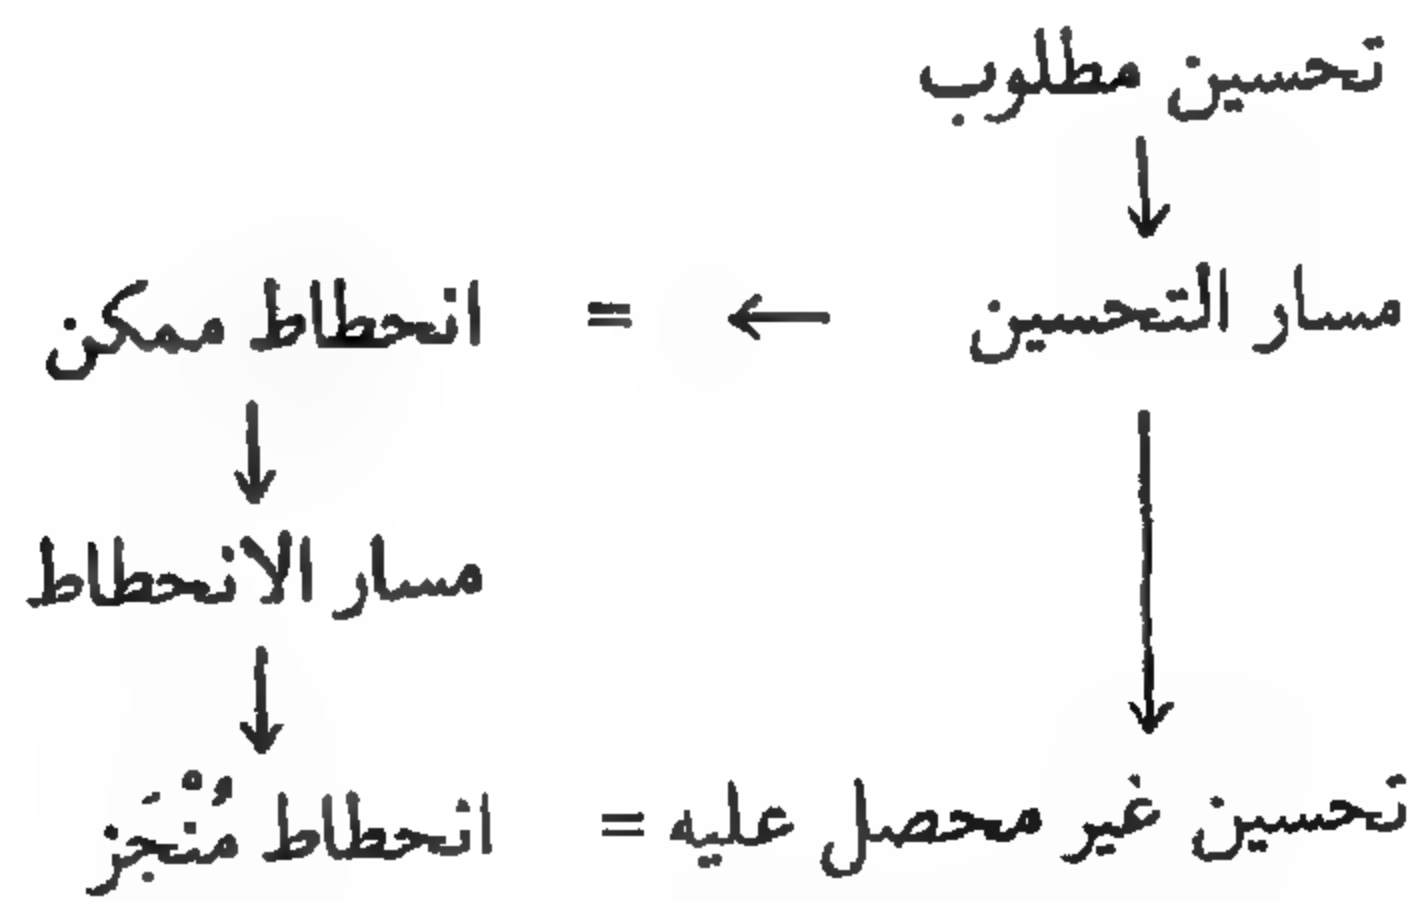 تحسين مطلوب
↓
مسار التحسين ← = انحطاط ممكن
↓ ↓
مسار الانحطاط
↓
تحسين غير محصل عليه = انحطاط مُنْجَز